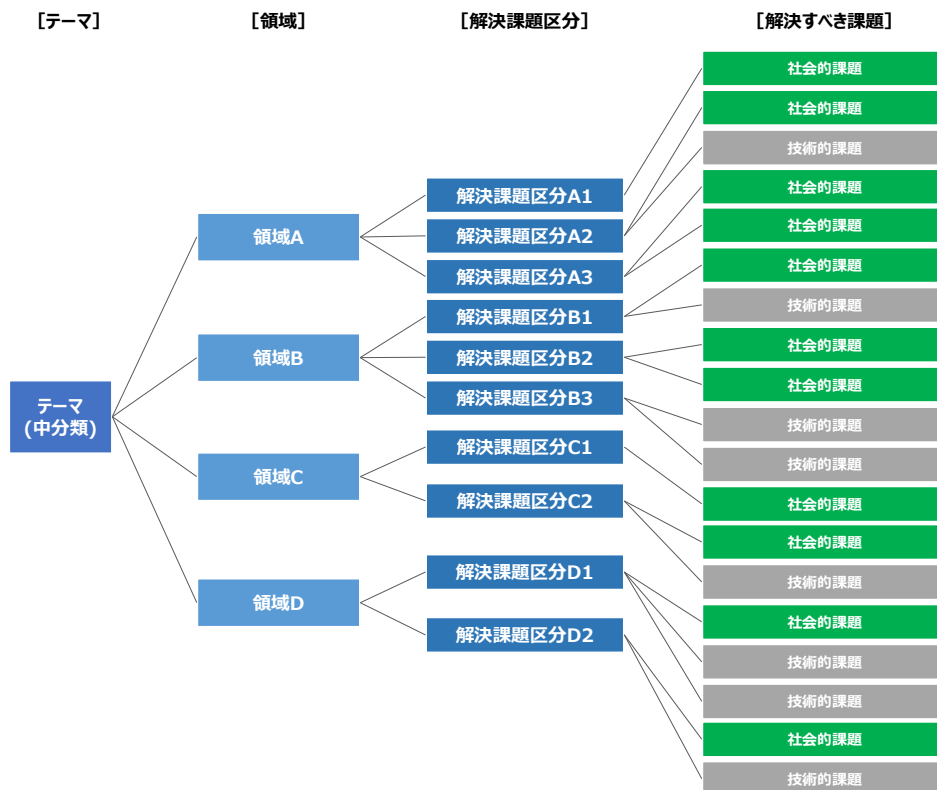 [テーマ]
[領域]
[解決課題区分]
[解決すべき課題]
テーマ
(中分類)
領域A
領域B
領域C
領域D
解決課題区分A1
解決課題区分A2
解決課題区分A3
解決課題区分B1
解決課題区分B2
解決課題区分B3
解決課題区分C1
解決課題区分C2
解決課題区分D1
解決課題区分D2
社会的課題
社会的課題
技術的課題
社会的課題
社会的課題
社会的課題
技術的課題
社会的課題
社会的課題
技術的課題
技術的課題
社会的課題
社会的課題
技術的課題
社会的課題
技術的課題
技術的課題
社会的課題
技術的課題